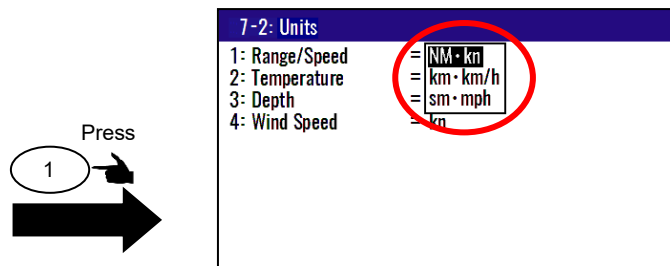 7-2: Units
1: Range/Speed = NM・kn
2: Temperature = km・km/h
3: Depth = sm・mph
4: Wind Speed = kn
Press
1